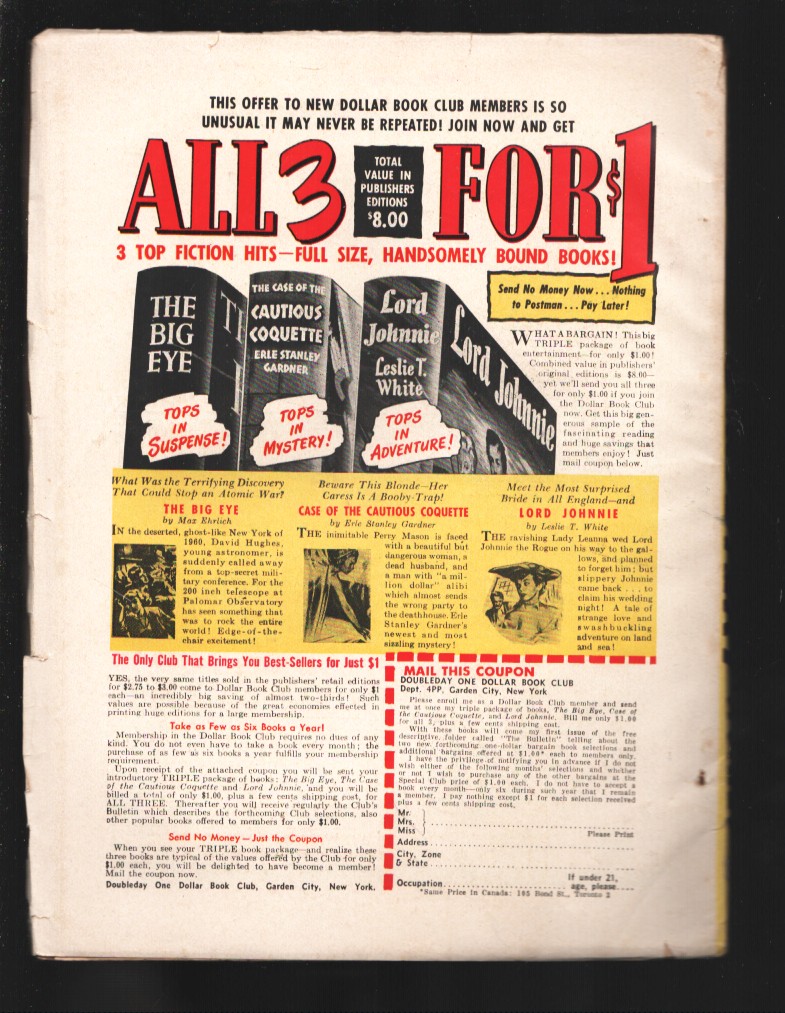 THIS OFFER TO NEW DOLLAR BOOK CLUB MEMBERS IS SO
UNUSUAL IT MAY NEVER BE REPEATED! JOIN NOW AND GET
ALL 3 FOR $1
TOTAL
VALUE IN
PUBLISHERS
EDITIONS
$8.00
3 TOP FICTION HITS—FULL SIZE, HANDSOMELY BOUND BOOKS!
THE
BIG
EYE
TOPS
IN
SUSPENSE!
THE CASE OF THE
CAUTIOUS
COQUETTE
ERLE STANLEY
GARDNER
TOPS
IN
MYSTERY!
Lord
Johnnie
Leslie T.
White
TOPS
IN
ADVENTURE!
Lord Johnnie
Send No Money Now...Nothing
to Postman...Pay Later!
WHAT A BARGAIN! This big
TRIPLE package of book
entertainment—for only $1.00!
Combined value in publishers'
original editions is $8.00—
yet we'll send you all three
for only $1.00 if you join
the Dollar Book Club
now. Get this big gen-
erous sample of the
fascinating reading
and huge savings that
members enjoy! Just
mail coupon below.
What Was the Terrifying Discovery
That Could Stop an Atomic War?
THE BIG EYE
by Max Ehrlich
IN the deserted, ghost-like New York of
1960, David Hughes,
young astronomer, is
suddenly called away
from a top-secret mili-
tary conference. For the
200 inch telescope at
Palomar Observatory
has seen something that
was to rock the entire
world! Edge-of-the-
chair excitement!
Beware This Blonde—Her
Caress Is A Booby-Trap!
CASE OF THE CAUTIOUS COQUETTE
by Erle Stanley Gardner
THE inimitable Perry Mason is faced
with a beautiful but
dangerous woman, a
dead husband, and
a man with "a mil-
lion dollar" alibi
which almost sends
the wrong party to
the deathhouse. Erle
Stanley Gardner's
newest and most
sizzling mystery!
Meet the Most Surprised
Bride in All England—and
LORD JOHNNIE
by Leslie T. White
THE ravishing Lady Leanna wed Lord
Johnnie the Rogue on his way to the gal-
lows, and planned
to forget him; but
slippery Johnnie
came back . . . to
claim his wedding
night! A tale of
strange love and
swashbuckling
adventure on land
and sea!
The Only Club That Brings You Best-Sellers for Just $1
YES, the very same titles sold in the publishers' retail editions
for $2.75 to $3.00 come to Dollar Book Club members for only $1
each—an incredibly big saving of almost two-thirds! Such
values are possible because of the great economies effected in
printing huge editions for a large membership.
Take as Few as Six Books a Year!
Membership in the Dollar Book Club requires no dues of any
kind. You do not even have to take a book every month; the
purchase of as few as six books a year fulfills your membership
requirement.
Upon receipt of the attached coupon you will be sent your
introductory TRIPLE package of books: The Big Eye, The Case
of the Cautious Coquette and Lord Johnnie, and you will be
billed a total of only $1.00, plus a few cents shipping cost, for
ALL THREE. Thereafter you will receive regularly the Club's
Bulletin which describes the forthcoming Club selections, also
other popular books offered to members for only $1.00.
Send No Money—Just the Coupon
When you see your TRIPLE book package—and realize these
three books are typical of the values offered by the Club for only
$1.00 each, you will be delighted to have become a member!
Mail the coupon now.
Doubleday One Dollar Book Club, Garden City, New York.
MAIL THIS COUPON
DOUBLEDAY ONE DOLLAR BOOK CLUB
Dept. 4PP, Garden City, New York
Please enroll me as a Dollar Book Club member and send
me at once my triple package of books, The Big Eye, Case of
the Cautious Coquette, and Lord Johnnie. Bill me only $1.00
for all 3, plus a few cents shipping cost.
With these books will come my first issue of the free
descriptive folder called "The Bulletin" telling about the
two new forthcoming one-dollar bargain book selections and
additional bargains offered at $1.00* each to members only.
I have the privilege of notifying you in advance if I do not
wish either of the following months' selections and whether
or not I wish to purchase any of the other bargains at the
Special Club price of $1.00 each. I do not have to accept a
book every month—only six during each year that I remain
a member. I pay nothing except $1 for each selection received
plus a few cents shipping cost.
Mr.
Mrs.
Miss
Please Print
Address
City, Zone
& State
Occupation
If under 21,
age, please
*Same Price in Canada: 105 Bond St., Toronto 2